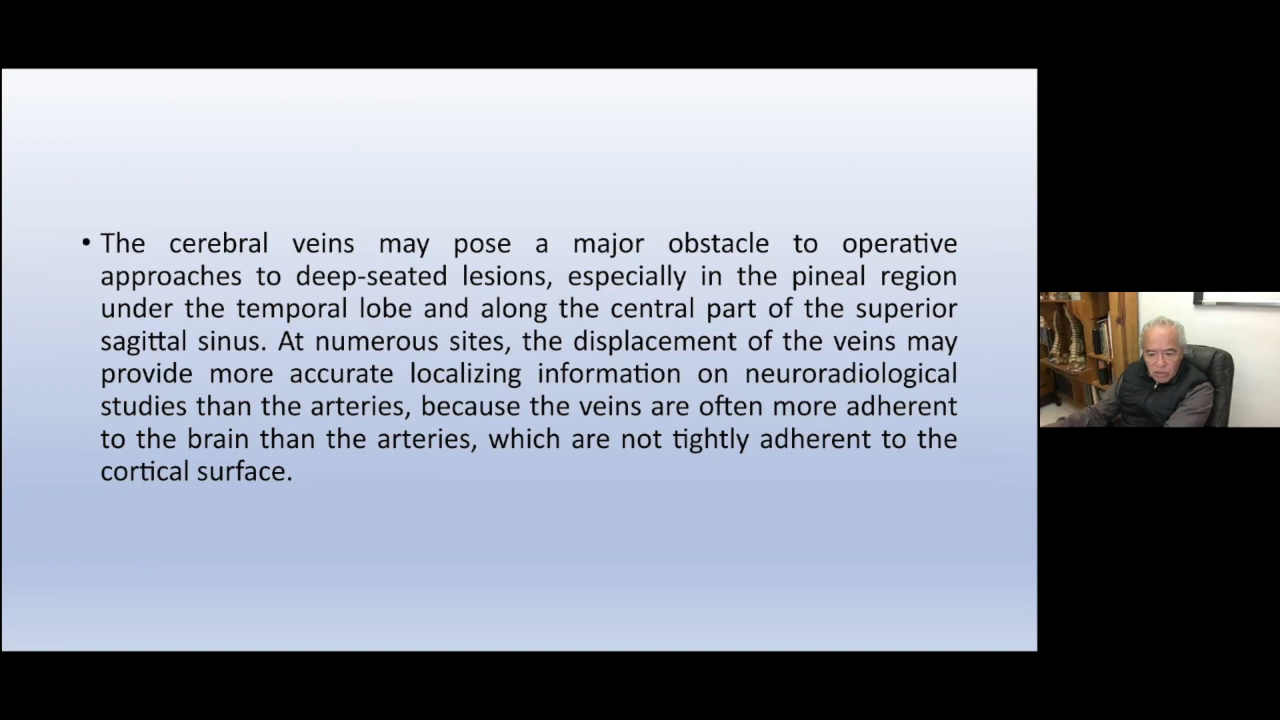 • The cerebral veins may pose a major obstacle to operative
approaches to deep-seated lesions, especially in the pineal region
under the temporal lobe and along the central part of the superior
sagittal sinus. At numerous sites, the displacement of the veins may
provide more accurate localizing information on neuroradiological
studies than the arteries, because the veins are often more adherent
to the brain than the arteries, which are not tightly adherent to the
cortical surface.